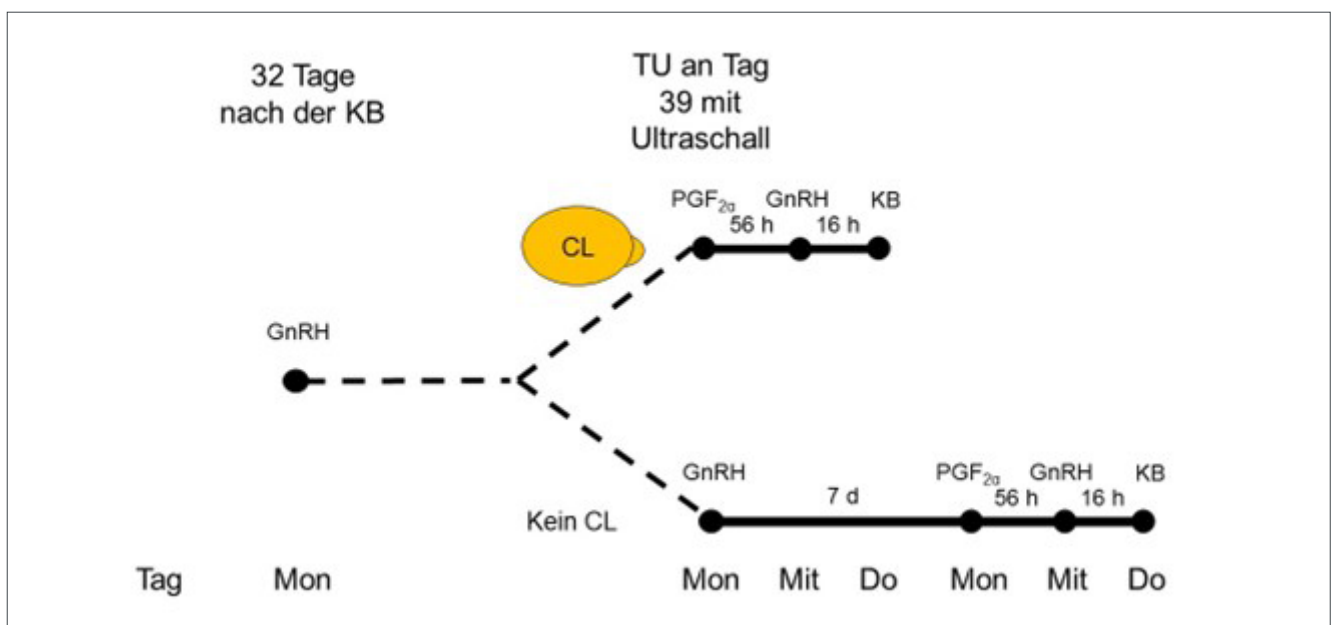 32 Tage
nach der KB
TU an Tag
39 mit
Ultraschall
PGF₂α GnRH KB
56 h 16 h
CL
GnRH
GnRH PGF₂α GnRH KB
7 d 56 h 16 h
Kein CL
Tag Mon Mon Mit Do Mon Mit Do